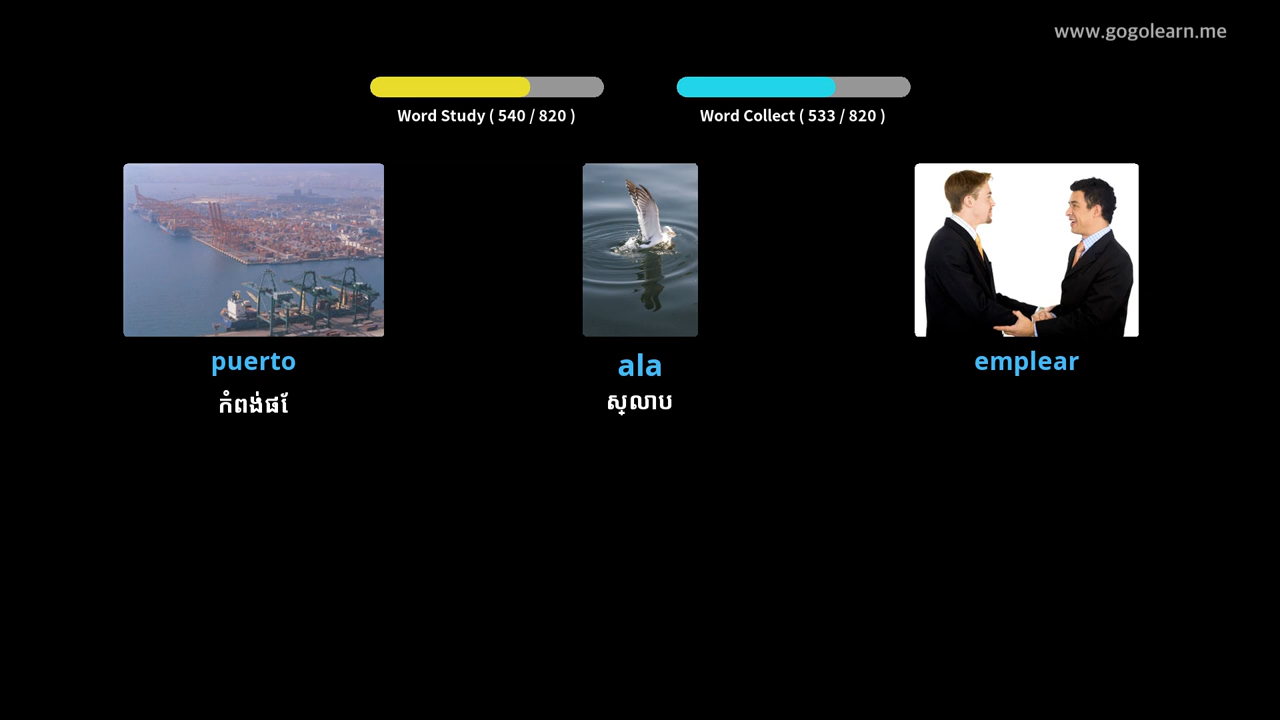 www.gogolearn.me
Word Study ( 540 / 820 )
Word Collect ( 533 / 820 )
puerto
ala
emplear
កំពង់ផែ
ស្លាប